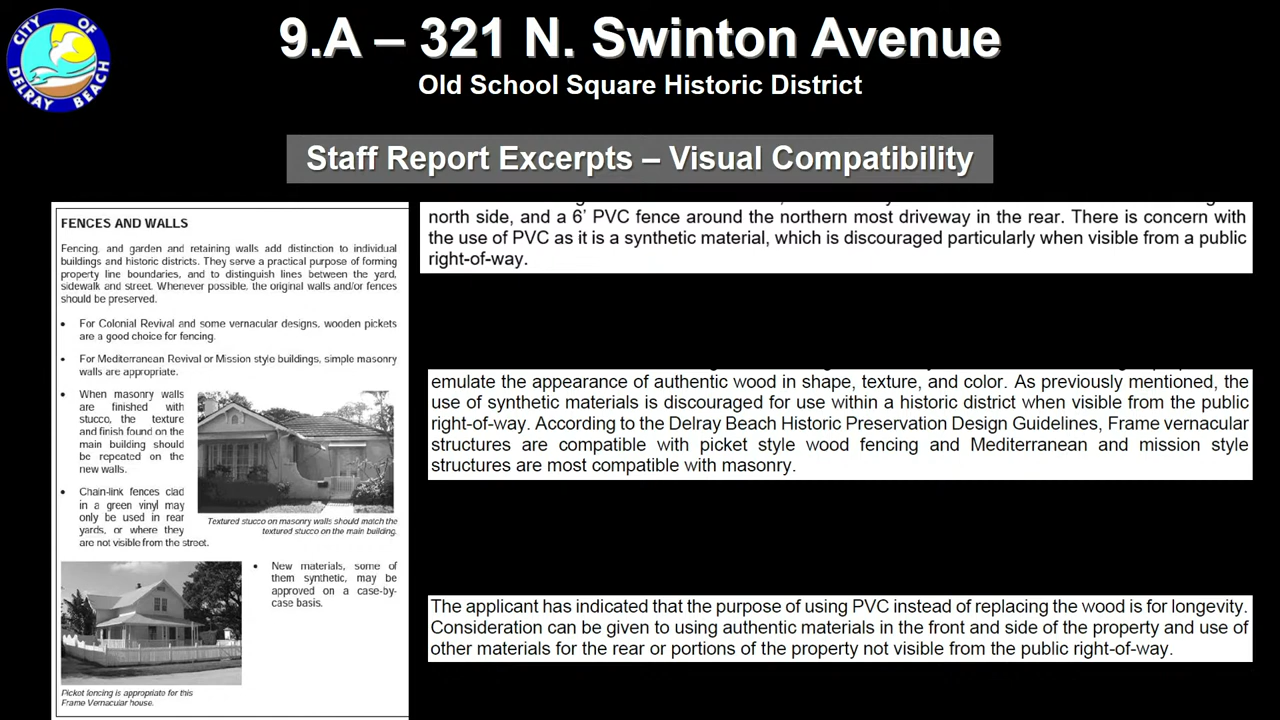 CITY OF
DELRAY BEACH
9.A – 321 N. Swinton Avenue
Old School Square Historic District
Staff Report Excerpts – Visual Compatibility
FENCES AND WALLS
Fencing, and garden and retaining walls add distinction to individual
buildings and historic districts. They serve a practical purpose of forming
property line boundaries, and to distinguish lines between the yard,
sidewalk and street. Whenever possible, the original walls and/or fences
should be preserved.
• For Colonial Revival and some vernacular designs, wooden pickets
are a good choice for fencing.
• For Mediterranean Revival or Mission style buildings, simple masonry
walls are appropriate.
• When masonry walls
are finished with
stucco, the texture
and finish found on the
main building should
be repeated on the
new walls.
• Chain-link fences clad
in a green vinyl may
only be used in rear
yards, or where they
are not visible from the street.
Textured stucco on masonry walls should match the
textured stucco on the main building.
• New materials, some of
them synthetic, may be
approved on a case-by-
case basis.
Picket fencing is appropriate for this
Frame Vernacular house.
north side, and a 6' PVC fence around the northern most driveway in the rear. There is concern with
the use of PVC as it is a synthetic material, which is discouraged particularly when visible from a public
right-of-way.
emulate the appearance of authentic wood in shape, texture, and color. As previously mentioned, the
use of synthetic materials is discouraged for use within a historic district when visible from the public
right-of-way. According to the Delray Beach Historic Preservation Design Guidelines, Frame vernacular
structures are compatible with picket style wood fencing and Mediterranean and mission style
structures are most compatible with masonry.
The applicant has indicated that the purpose of using PVC instead of replacing the wood is for longevity.
Consideration can be given to using authentic materials in the front and side of the property and use of
other materials for the rear or portions of the property not visible from the public right-of-way.